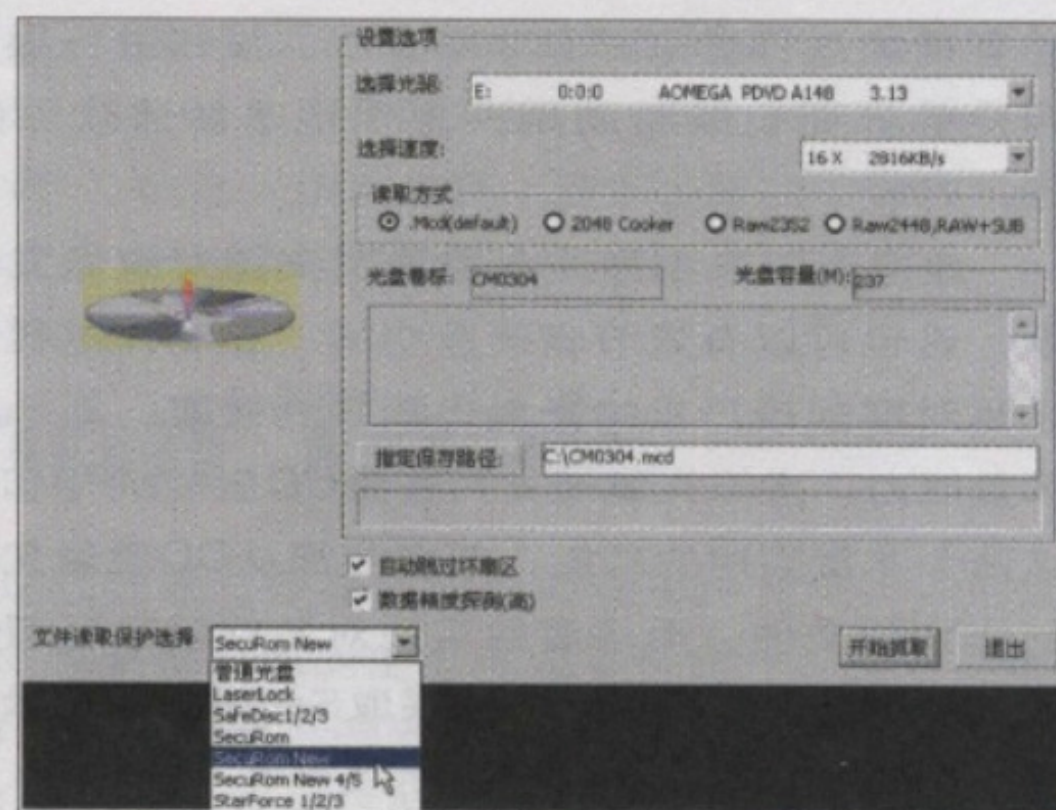 设置选项
选择光驱: E: 0:0:0 AOMEGA PDVD A148 3.13
选择速度: 16 X 2816KB/s
读取方式
.Mcd(default) 2048 Cooker Raw2352 Raw2448,RAW+SUB
光盘卷标: CM0304 光盘容量(M): 237
指定保存路径: C:\CM0304.mcd
自动跳过坏扇区
数据精度探测(高)
文件读取保护选择 SecuRom New 开始抓取 退出
普通光盘
LaserLock
SafeDisc1/2/3
SecuRom
SecuRom New
SecuRom New 4/5
StarForce 1/2/3